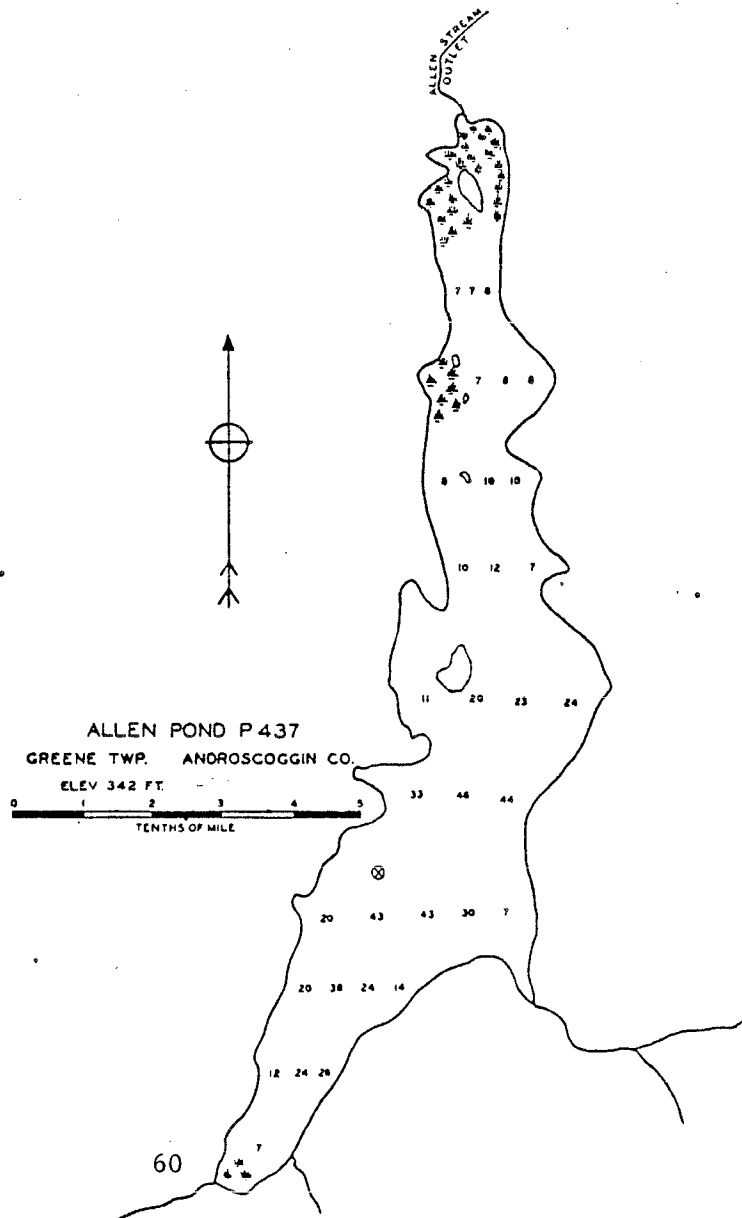 ALLEN STREAM
OUTLET
7 7 8
7 8 8
8 10 10
10 12 7
11 20 23 24
ALLEN POND P 437
GREENE TWP. ANDROSCOGGIN CO.
ELEV 342 FT.
0 1 2 3 4 5
TENTHS OF MILE
33 46 44
20 43 43 30 7
20 38 24 14
12 24 26
7
60